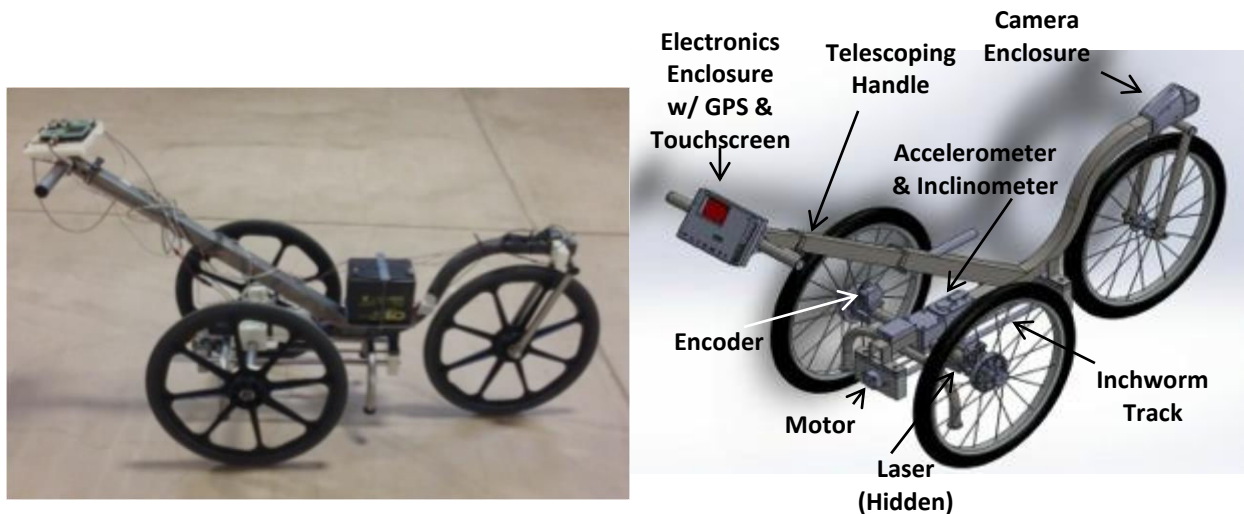 Electronics
Enclosure
w/ GPS &
Touchscreen
Telescoping
Handle
Camera
Enclosure
Accelerometer
& Inclinometer
Encoder
Motor
Laser
(Hidden)
Inchworm
Track